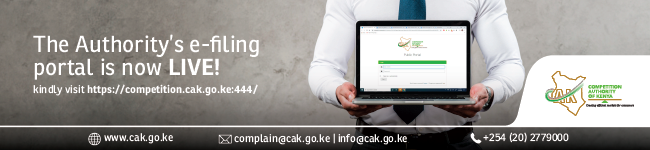 The Authority's e-filing
portal is now LIVE!
kindly visit https://competition.cak.go.ke:444/
CAK
COMPETITION
AUTHORITY
OF KENYA
www.cak.go.ke
complain@cak.go.ke | info@cak.go.ke
+254 (20) 2779000